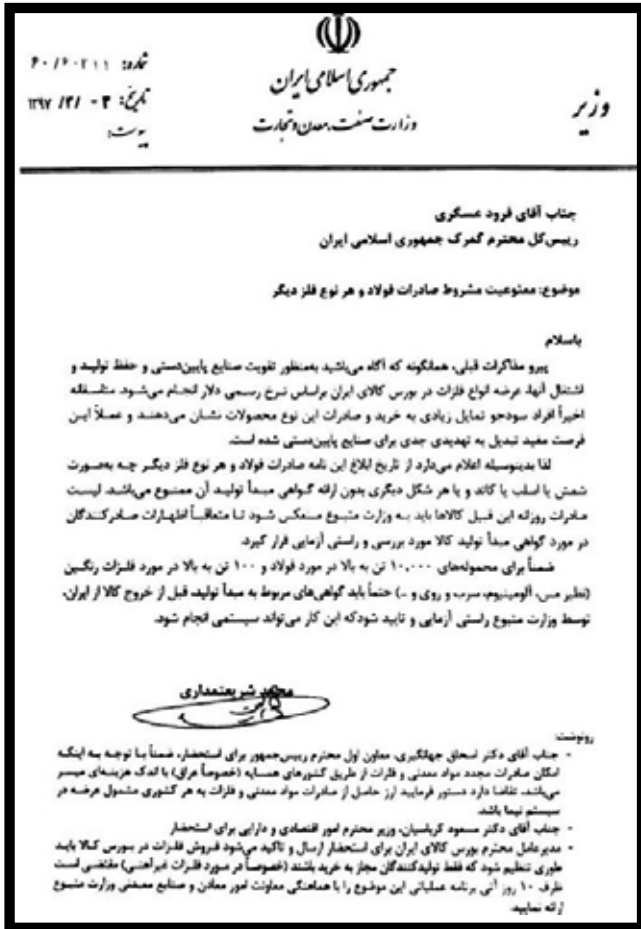 جمهوری اسلامی ایران
وزارت صنعت، معدن و تجارت
وزیر
شماره: ۶۰/۶۰۲۱۱
تاریخ: ۱۳۹۷/۳/۰۲
پیوست:
جناب آقای فرود عسگری
رییس‌کل محترم گمرک جمهوری اسلامی ایران
موضوع: ممنوعیت مشروط صادرات فولاد و هر نوع فلز دیگر
باسلام
پیرو مذاکرات قبلی، همانگونه که آگاه می‌باشید به‌منظور تقویت صنایع پایین‌دستی و حفظ تولید و
اشتغال آنها، عرضه انواع فلزات در بورس کالای ایران براساس نرخ رسمی دلار انجام می‌شود. متاسفانه
اخیراً افراد سودجو تمایل زیادی به خرید و صادرات این نوع محصولات نشان می‌دهند و عملاً این
فرصت مفید تبدیل به تهدیدی جدی برای صنایع پایین‌دستی شده است.
لذا بدینوسیله اعلام می‌دارد از تاریخ ابلاغ این نامه صادرات فولاد و هر نوع فلز دیگر چه به‌صورت
شمش یا اسلب یا کاتد و یا هر شکل دیگری بدون ارائه گواهی مبدأ تولید آن ممنوع می‌باشد. لیست
صادرات روزانه این قبیل کالاها باید به وزارت متبوع منعکس شود تا متعاقباً اظهارات صادرکنندگان
در مورد گواهی مبدأ تولید کالا مورد بررسی و راستی آزمایی قرار گیرد.
ضمناً برای محموله‌های ۱۰,۰۰۰ تن به بالا در مورد فولاد و ۱۰۰ تن به بالا در مورد فلزات رنگین
(نظیر مس، آلومینیوم، سرب و روی و ..) حتماً باید گواهی‌های مربوط به مبدأ تولید، قبل از خروج کالا از ایران،
توسط وزارت متبوع راستی آزمایی و تایید شودکه این کار می‌تواند سیستمی انجام شود.
محمد شریعتمداری
رونوشت:
- جناب آقای دکتر اسحاق جهانگیری، معاون اول محترم رییس‌جمهور برای استحضار، ضمناً با توجه به اینکه
امکان صادرات مجدد مواد معدنی و فلزات از طریق کشورهای همسایه (خصوصاً عراق) با اندک هزینه‌ای میسر
می‌باشد، تقاضا دارد دستور فرمایید ارز حاصل از صادرات مواد معدنی و فلزات به هر کشوری مشمول عرضه در
سیستم نیما باشد.
- جناب آقای دکتر مسعود کرباسیان، وزیر محترم امور اقتصادی و دارایی برای استحضار
- مدیرعامل محترم بورس کالای ایران برای استحضار ارسال و تاکید می‌شود فروش فلزات در بورس کالا باید
طوری تنظیم شود که فقط تولیدکنندگان مجاز به خرید باشند (خصوصاً در مورد فلزات غیرآهنی) مقتضی است
ظرف ۱۰ روز آتی برنامه عملیاتی این موضوع را با هماهنگی معاونت امور معادن و صنایع معدنی وزارت متبوع
ارائه نمایید.